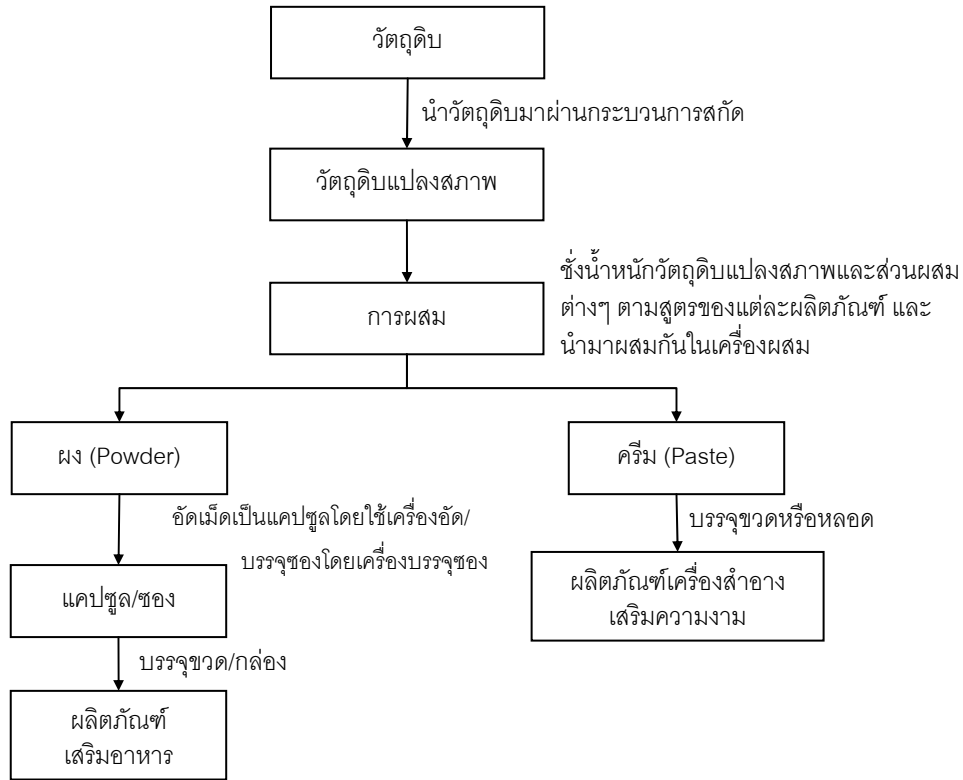 วัตถุดิบ
นำวัตถุดิบมาผ่านกระบวนการสกัด
วัตถุดิบแปลงสภาพ
ชั่งน้ำหนักวัตถุดิบแปลงสภาพและส่วนผสม
ต่างๆ ตามสูตรของแต่ละผลิตภัณฑ์ และ
นำมาผสมกันในเครื่องผสม
การผสม
ผง (Powder)
ครีม (Paste)
อัดเม็ดเป็นแคปซูลโดยใช้เครื่องอัด/
บรรจุซองโดยเครื่องบรรจุซอง
บรรจุขวดหรือหลอด
แคปซูล/ซอง
ผลิตภัณฑ์เครื่องสำอาง
เสริมความงาม
บรรจุขวด/กล่อง
ผลิตภัณฑ์
เสริมอาหาร